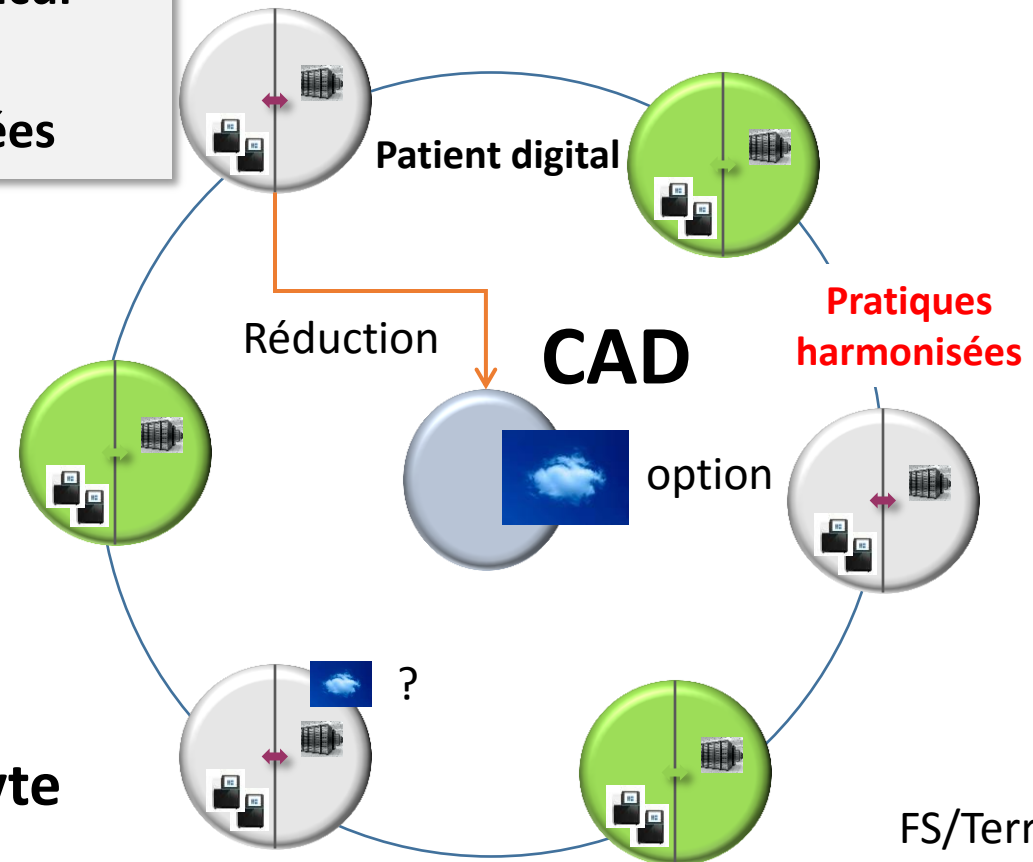 ées
Patient digital
Pratiques
harmonisées
Réduction
CAD
option
?
yte
FS/Terr